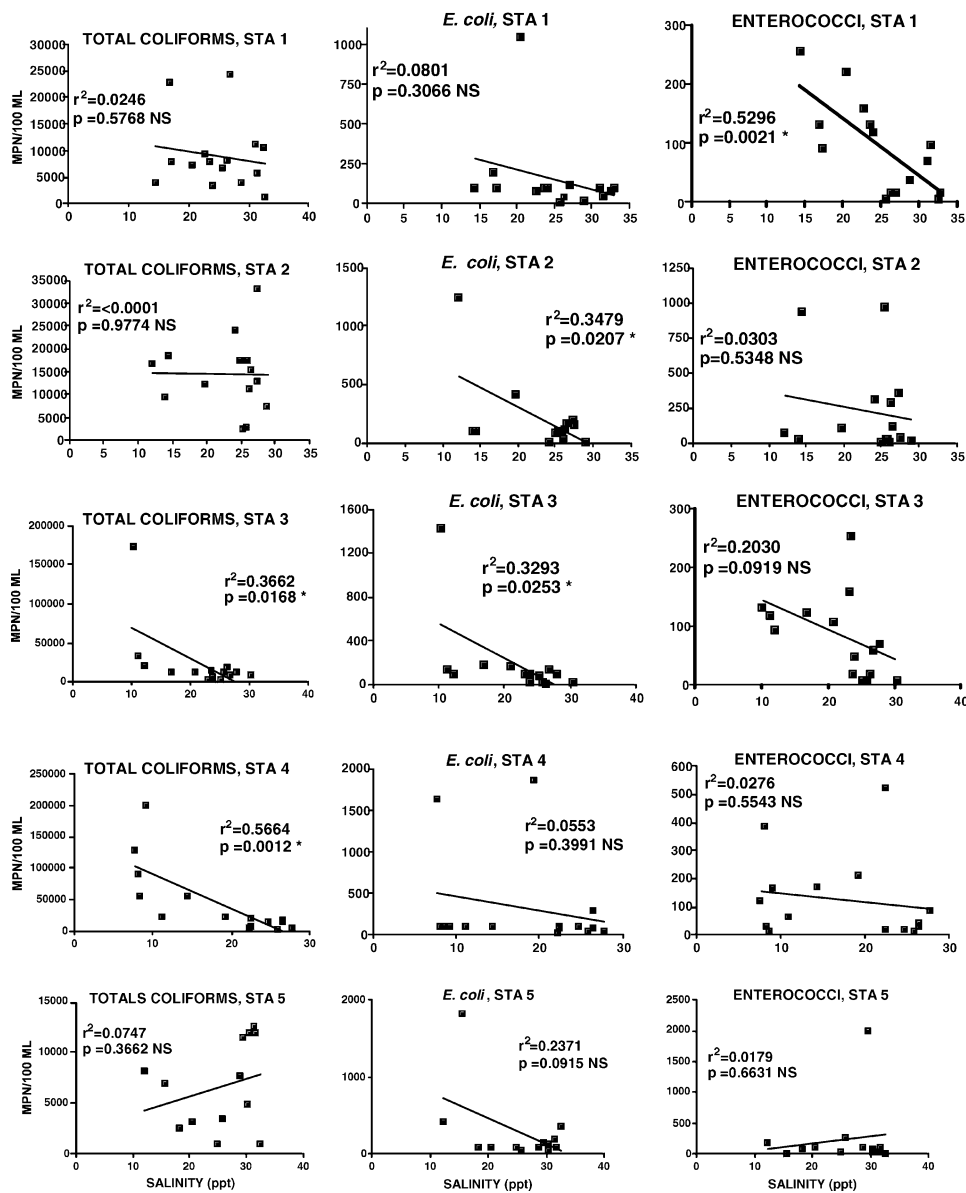 TOTAL COLIFORMS, STA 1
MPN/100 ML
30000
25000
20000
15000
10000
5000
0
r²=0.0246
p =0.5768 NS
0 10 20 30 40
E. coli, STA 1
1000
750
500
250
0
r²=0.0801
p =0.3066 NS
0 5 10 15 20 25 30 35
ENTEROCOCCI, STA 1
300
200
100
0
r²=0.5296
p =0.0021 *
0 5 10 15 20 25 30 35
TOTAL COLIFORMS, STA 2
MPN/100 ML
35000
30000
25000
20000
15000
10000
5000
0
r²=<0.0001
p =0.9774 NS
0 5 10 15 20 25 30 35
E. coli, STA 2
1500
1000
500
0
r²=0.3479
p =0.0207 *
0 5 10 15 20 25 30 35
ENTEROCOCCI, STA 2
1250
1000
750
500
250
0
r²=0.0303
p=0.5348 NS
0 5 10 15 20 25 30 35
TOTAL COLIFORMS, STA 3
MPN/100 ML
200000
150000
100000
50000
0
r²=0.3662
p =0.0168 *
0 10 20 30 40
E. coli, STA 3
1600
1200
800
400
0
r²=0.3293
p =0.0253 *
0 10 20 30 40
ENTEROCOCCI, STA 3
300
200
100
0
r²=0.2030
p =0.0919 NS
0 10 20 30 40
TOTAL COLIFORMS, STA 4
MPN/100 ML
250000
200000
150000
100000
50000
0
r²=0.5664
p =0.0012 *
0 10 20 30
E. coli, STA 4
2000
1500
1000
500
0
r²=0.0553
p =0.3991 NS
0 10 20 30
ENTEROCOCCI, STA 4
600
500
400
300
200
100
0
r²=0.0276
p =0.5543 NS
0 10 20 30
TOTALS COLIFORMS, STA 5
MPN/100 ML
15000
10000
5000
0
r²=0.0747
p =0.3662 NS
0 10 20 30 40
SALINITY (ppt)
E. coli, STA 5
2000
1000
0
r²=0.2371
p =0.0915 NS
0 10 20 30 40
SALINITY (ppt)
ENTEROCOCCI, STA 5
2500
2000
1500
1000
500
0
r²=0.0179
p =0.6631 NS
0 10 20 30 40
SALINITY (ppt)